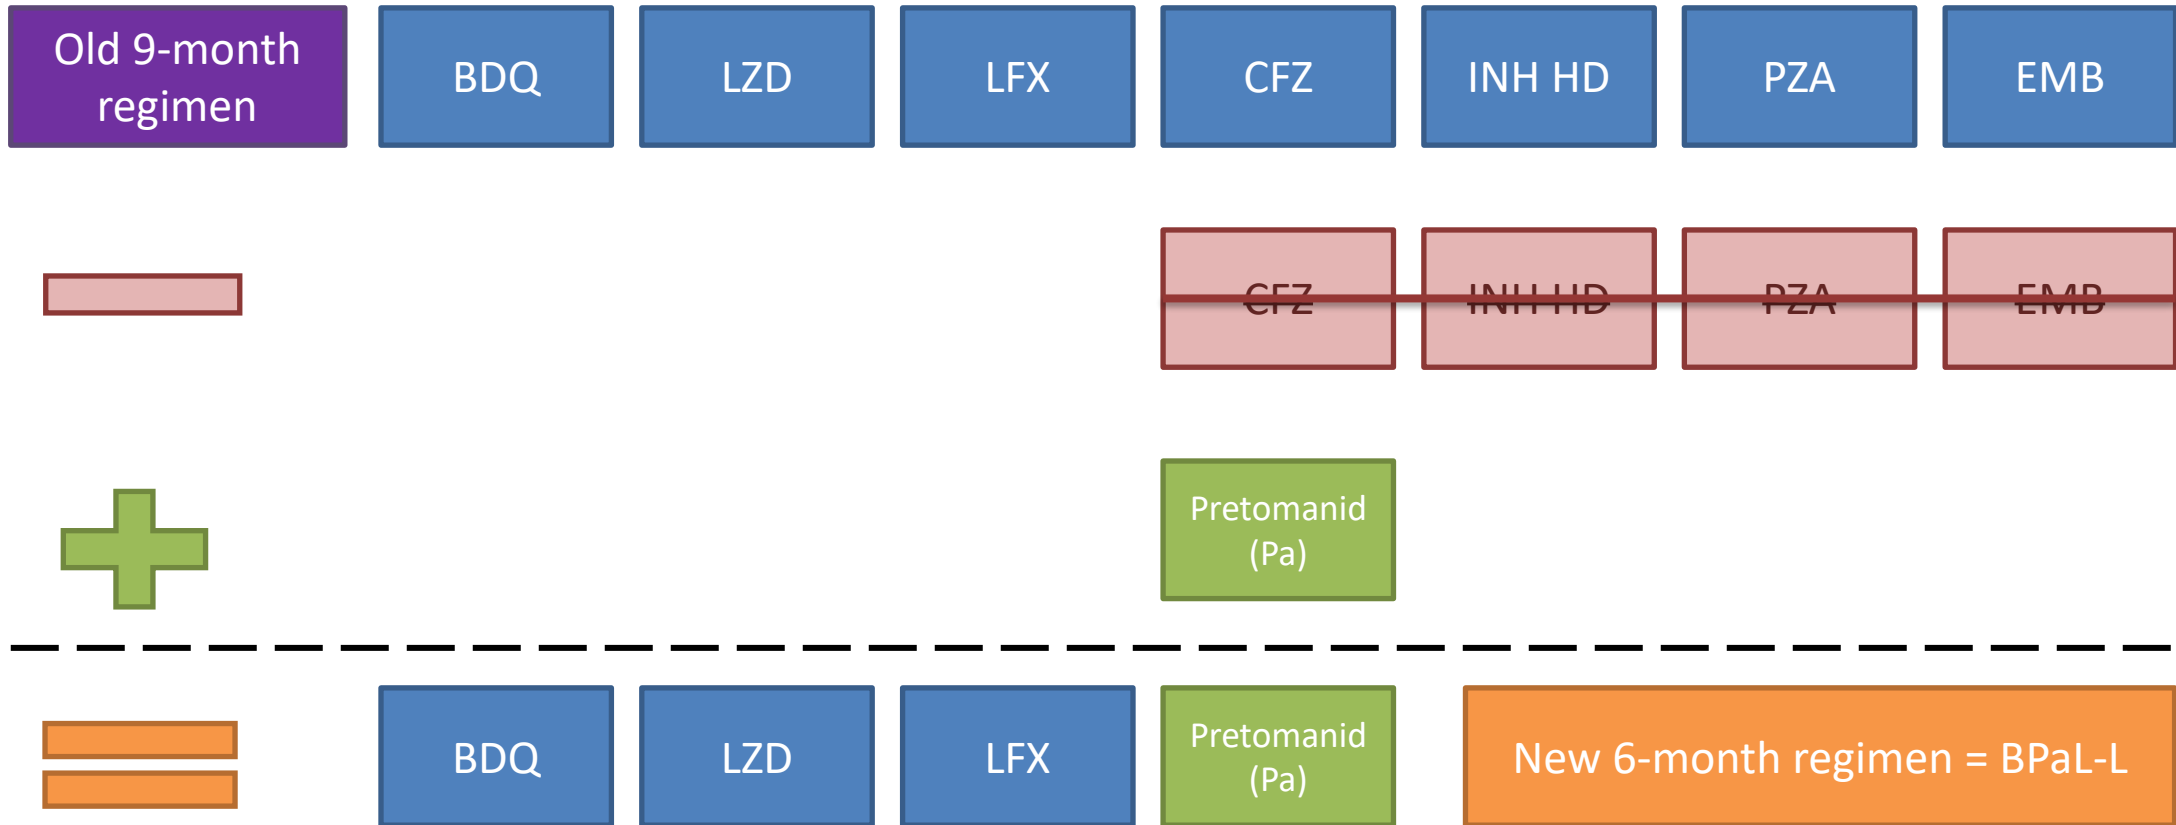 Old 9-month
regimen
BDQ
LZD
LFX
CFZ
INH HD
PZA
EMB
CFZ
INH HD
PZA
EMB
Pretomanid
(Pa)
BDQ
LZD
LFX
Pretomanid
(Pa)
New 6-month regimen = BPaL-L